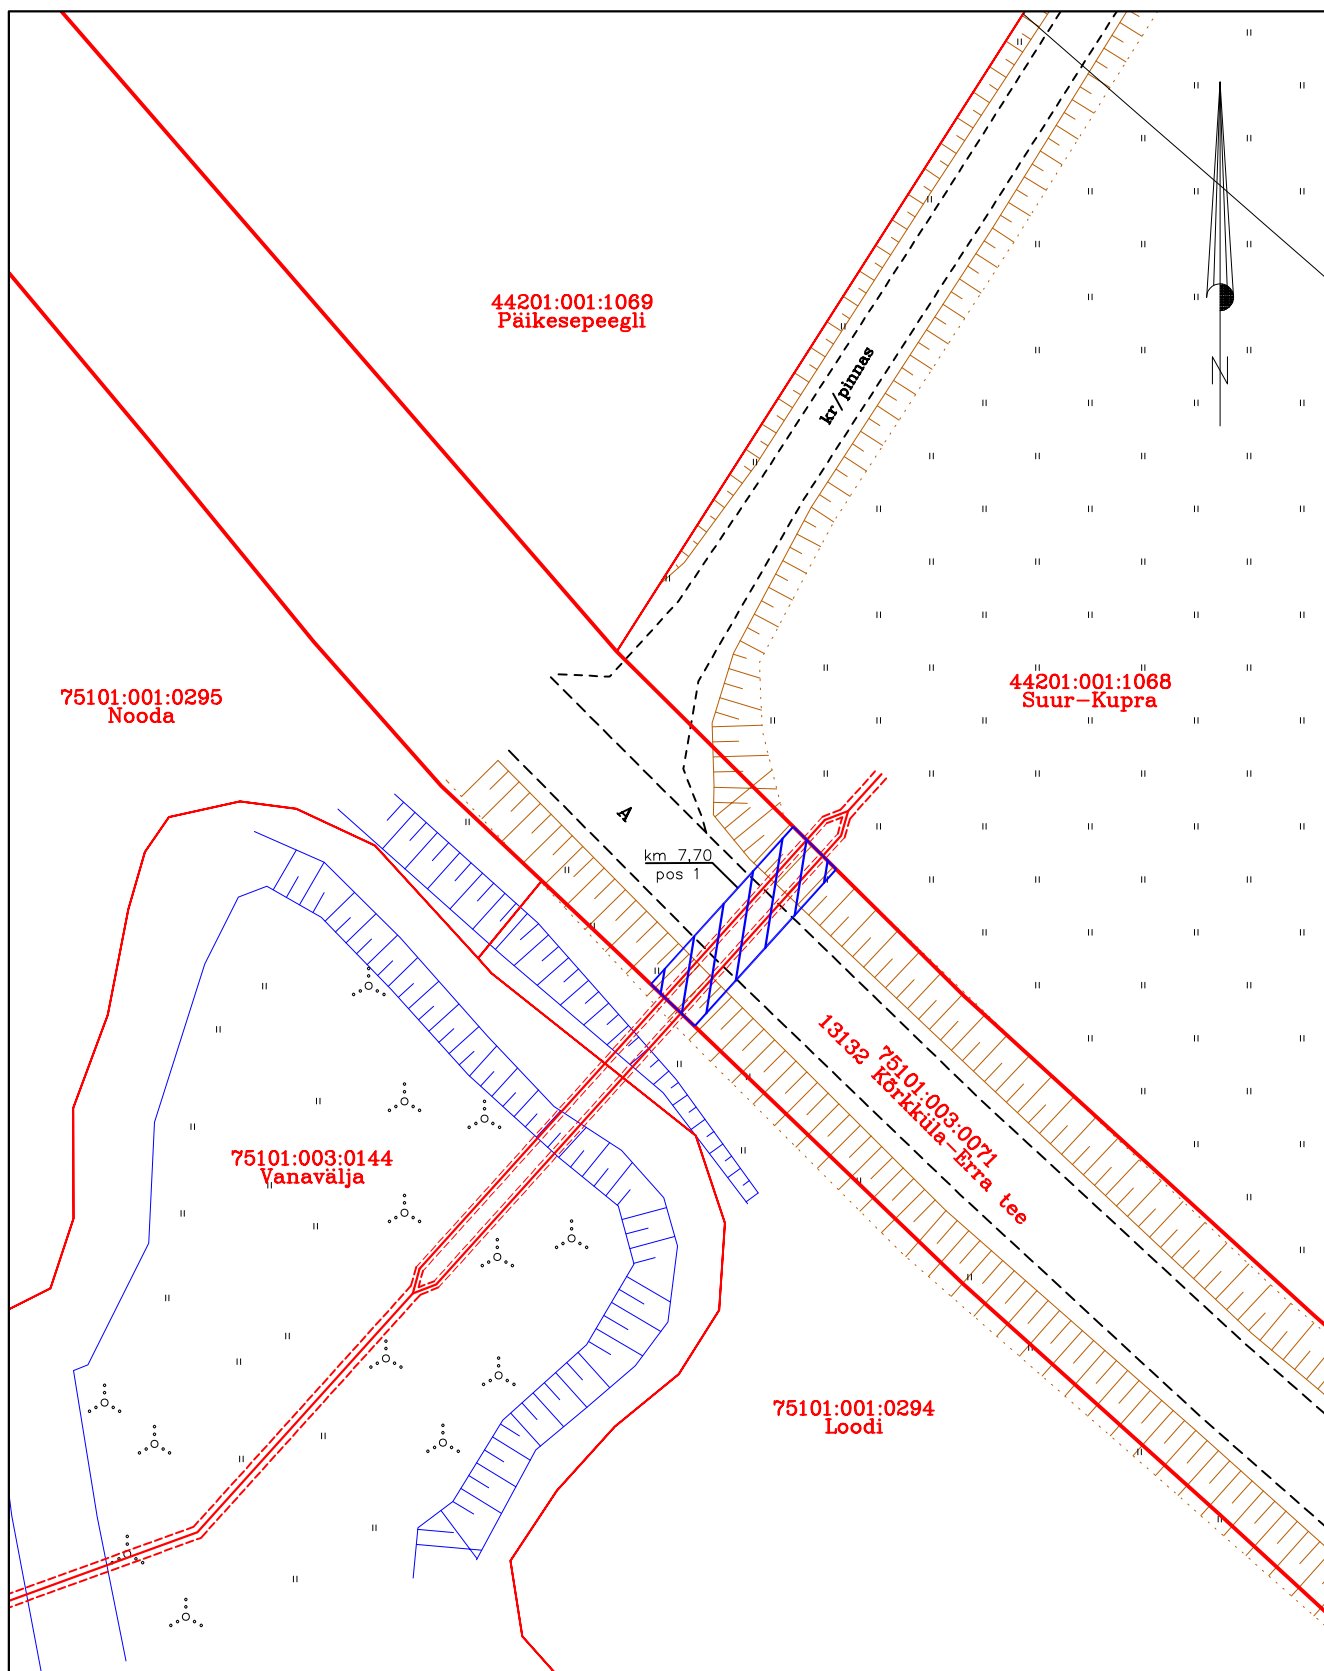 44201:001:1069
Päikesepeegli
kr/pinnas
N
75101:001:0295
Nooda
44201:001:1068
Suur-Kupra
A
km 7,70
pos 1
75101:003:0071
13132 Kõrkküla-Erra tee
75101:003:0144
Vanavälja
75101:001:0294
Loodi